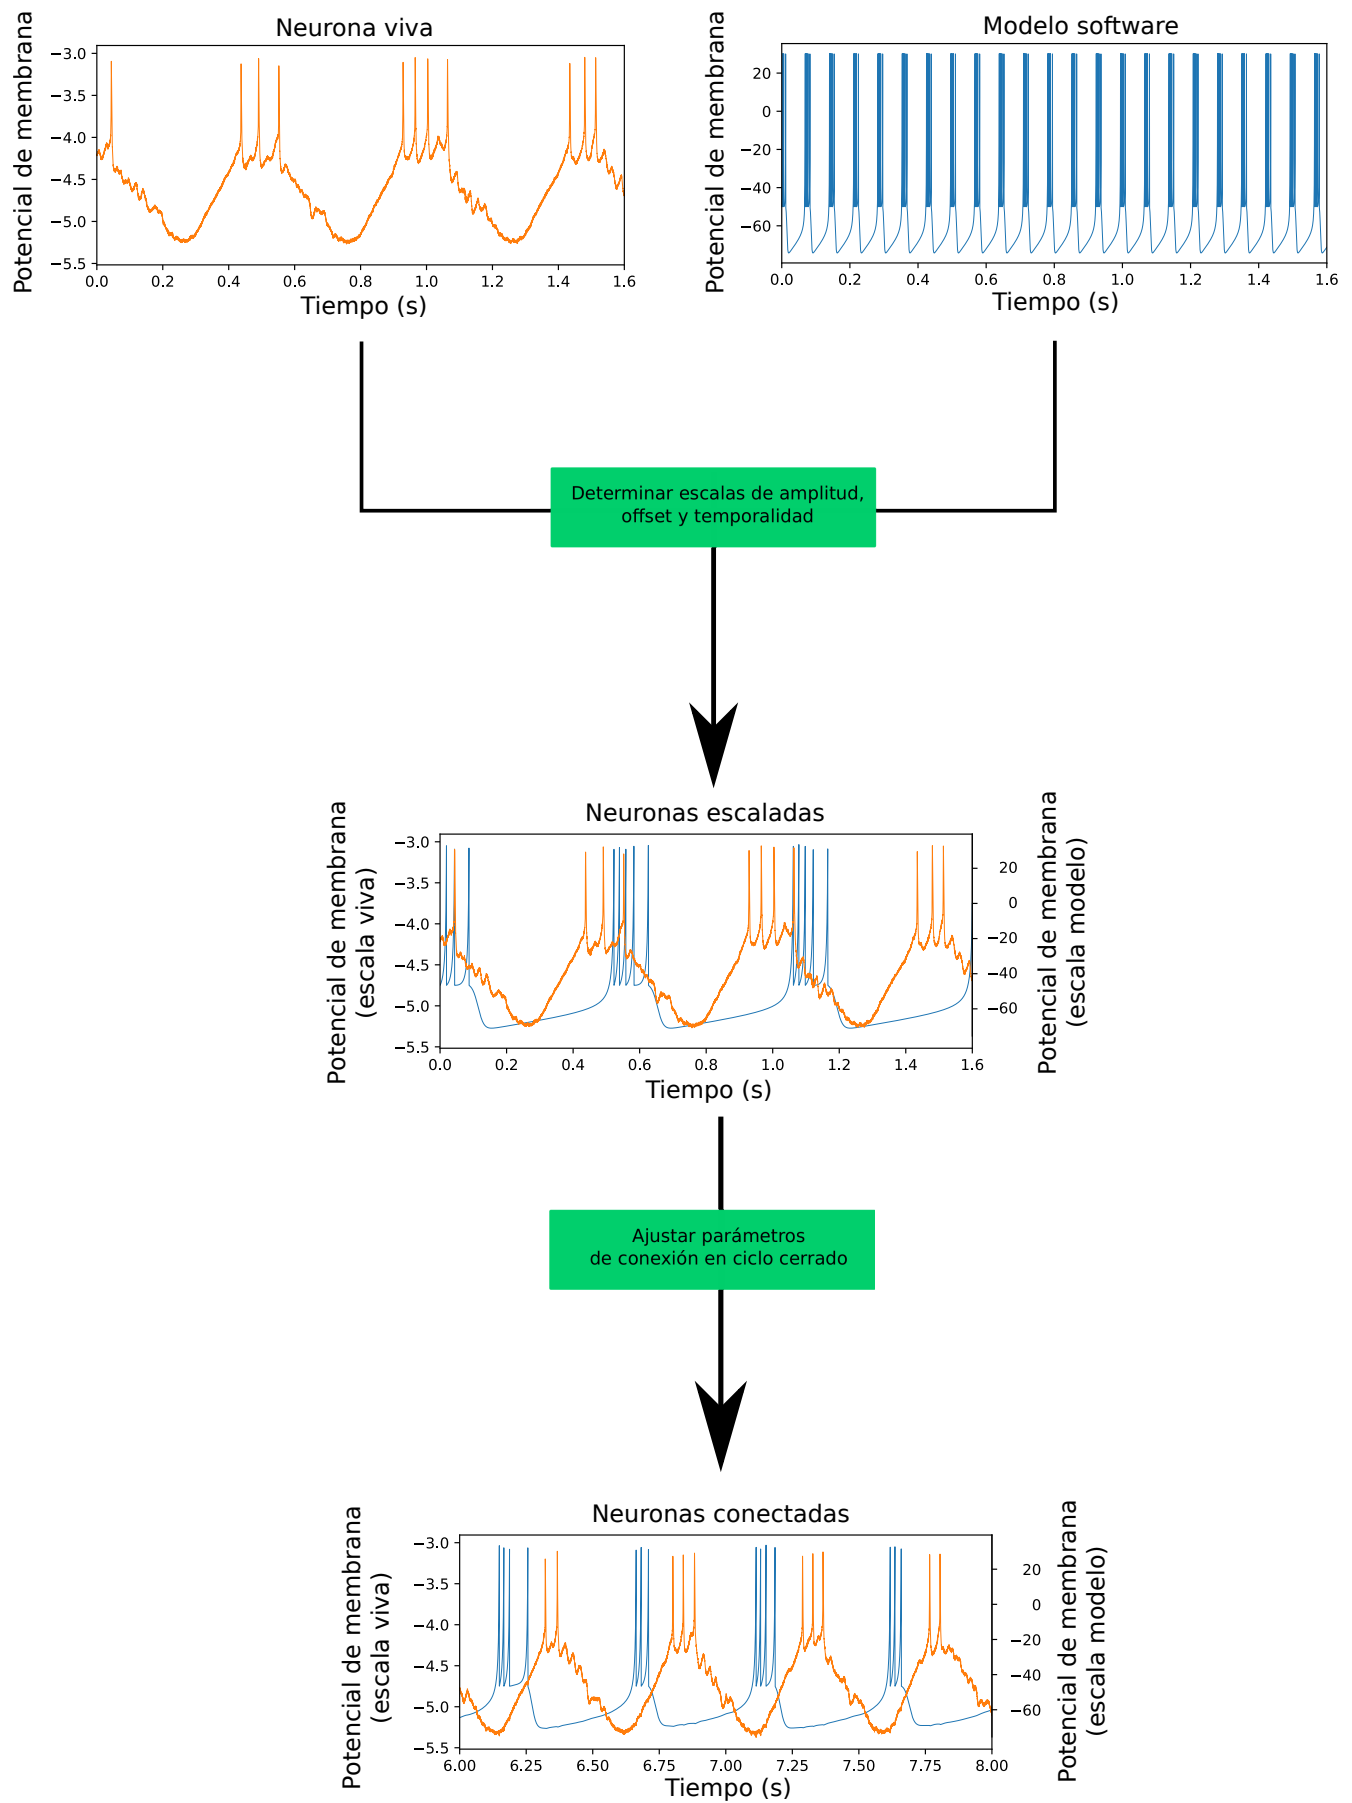 Neurona viva
Potencial de membrana
−3.0
−3.5
−4.0
−4.5
−5.0
−5.5
0.0 0.2 0.4 0.6 0.8 1.0 1.2 1.4 1.6
Tiempo (s)
Modelo software
Potencial de membrana
20
0
−20
−40
−60
0.0 0.2 0.4 0.6 0.8 1.0 1.2 1.4 1.6
Tiempo (s)
Determinar escalas de amplitud,
offset y temporalidad
Neuronas escaladas
Potencial de membrana
(escala viva)
−3.0
−3.5
−4.0
−4.5
−5.0
−5.5
0.0 0.2 0.4 0.6 0.8 1.0 1.2 1.4 1.6
Tiempo (s)
20
0
−20
−40
−60
Potencial de membrana
(escala modelo)
Ajustar parámetros
de conexión en ciclo cerrado
Neuronas conectadas
Potencial de membrana
(escala viva)
−3.0
−3.5
−4.0
−4.5
−5.0
−5.5
6.00 6.25 6.50 6.75 7.00 7.25 7.50 7.75 8.00
Tiempo (s)
20
0
−20
−40
−60
Potencial de membrana
(escala modelo)